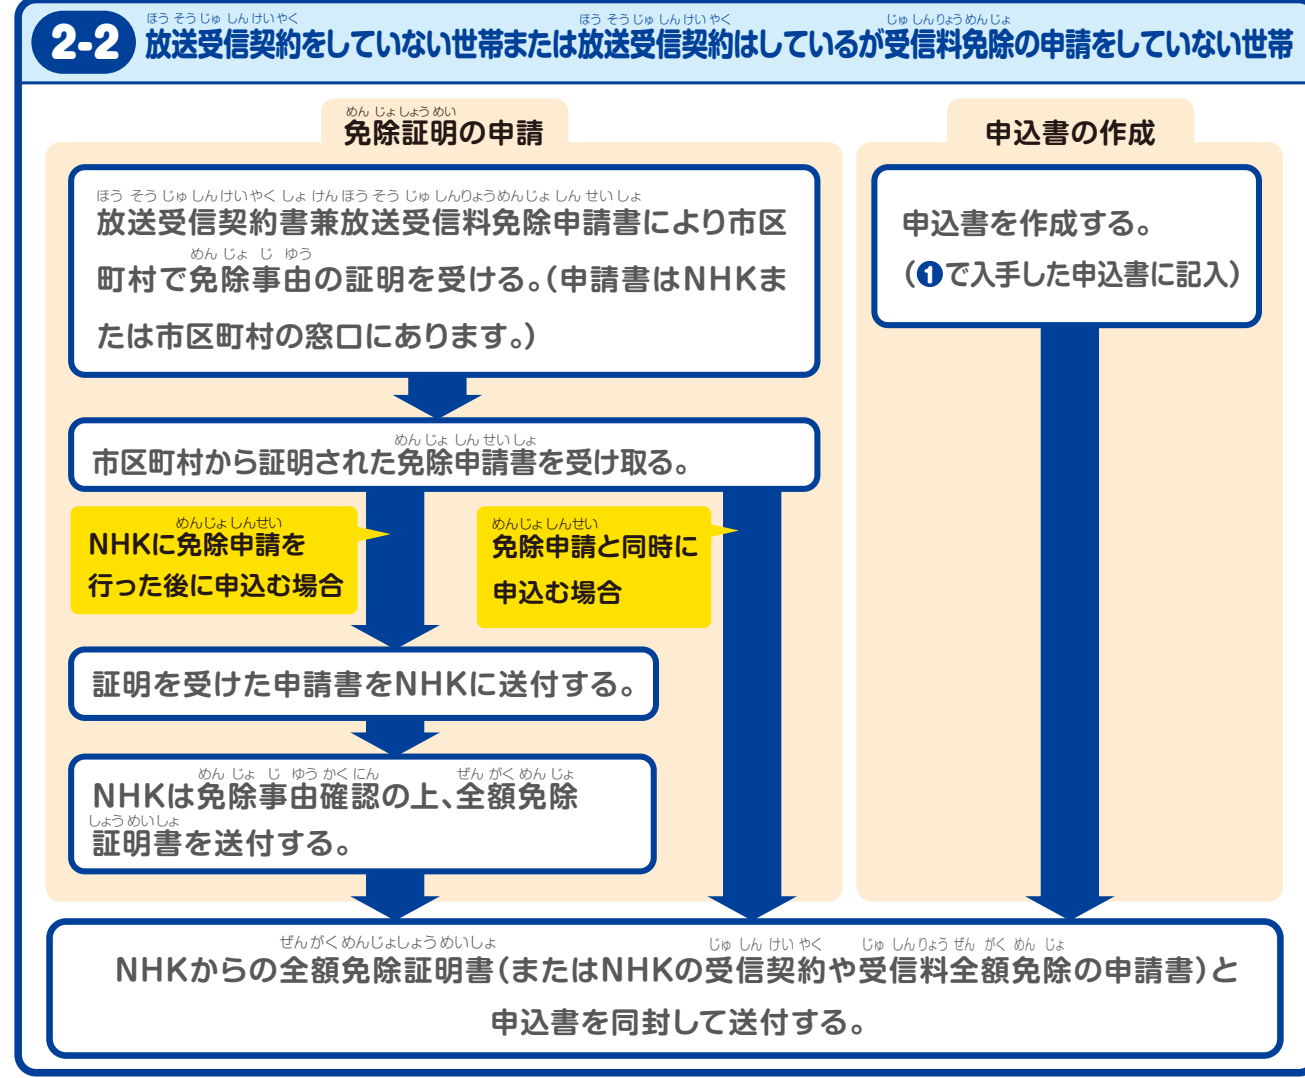 ほうそうじゅしんけいやく ほうそうじゅしんけいやく じゅしんりょうめんじょ
2-2 放送受信契約をしていない世帯または放送受信契約はしているが受信料免除の申請をしていない世帯
めんじょしょうめい
免除証明の申請
ほうそうじゅしんけいやくしょけんほうそうじゅしんりょうめんじょしんせいしょ
放送受信契約書兼放送受信料免除申請書により市区
めんじょじゆう
町村で免除事由の証明を受ける。(申請書はNHKま
たは市区町村の窓口にあります。)
めんじょしんせいしょ
市区町村から証明された免除申請書を受け取る。
めんじょしんせい
NHKに免除申請を
行った後に申込む場合
めんじょしんせい
免除申請と同時に
申込む場合
証明を受けた申請書をNHKに送付する。
めんじょじゆうかくにん ぜんがくめんじょ
NHKは免除事由確認の上、全額免除
しょうめいしょ
証明書を送付する。
申込書の作成
申込書を作成する。
(❶で入手した申込書に記入)
ぜんがくめんじょしょうめいしょ じゅしんけいやく じゅしんりょうぜんがくめんじょ
NHKからの全額免除証明書(またはNHKの受信契約や受信料全額免除の申請書)と
申込書を同封して送付する。